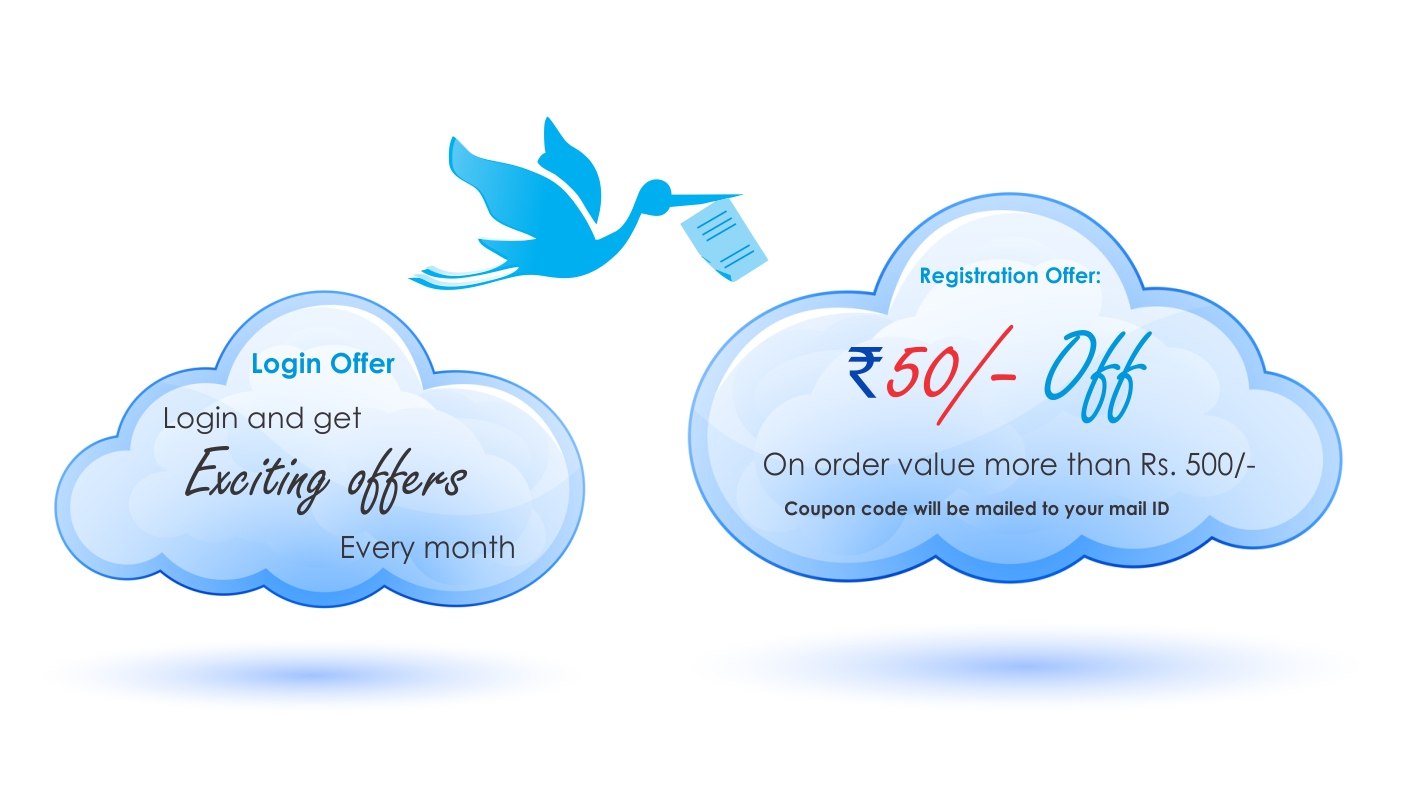 Login Offer
Login and get
Exciting offers
Every month
Registration Offer:
₹50/- Off
On order value more than Rs. 500/-
Coupon code will be mailed to your mail ID